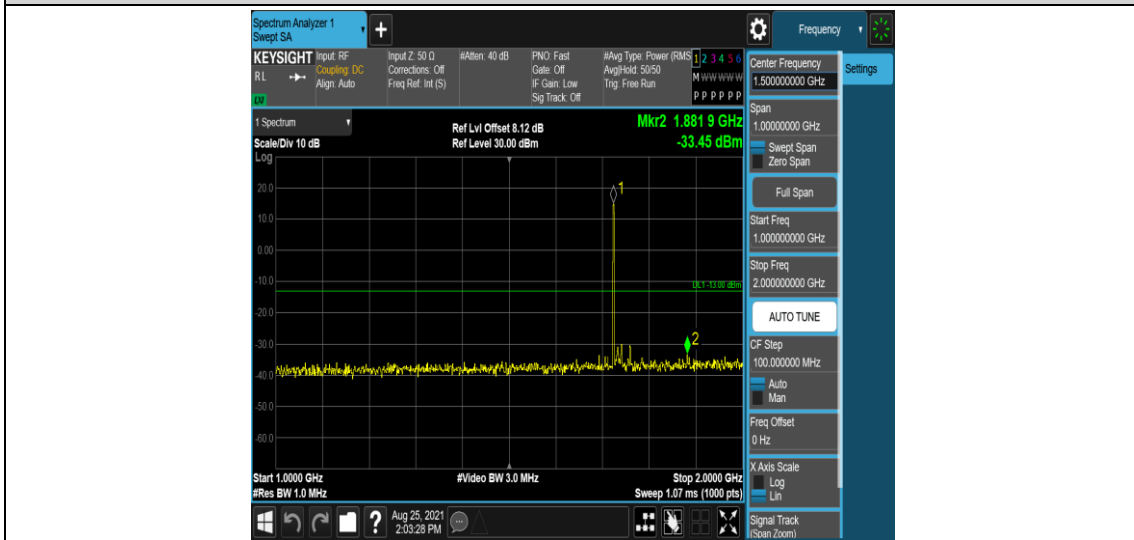 Spectrum Analyzer 1
Swept SA
+
Frequency
KEYSIGHT
R L
LNI
Input: RF
Coupling: DC
Align: Auto
Input Z: 50 Ω
Corrections: Off
Freq Ref: Int (S)
#Atten: 40 dB
PNO: Fast
Gate: Off
IF Gain: Low
Sig Track: Off
#Avg Type: Power (RMS
Avg|Hold: 50/50
Trig: Free Run
1 2 3 4 5 6
M W W W W W
P P P P P P
1 Spectrum
Scale/Div 10 dB
Log
Ref Lvl Offset 8.12 dB
Ref Level 30.00 dBm
Mkr2 1.881 9 GHz
-33.45 dBm
20.0
10.0
0.00
-10.0
-20.0
-30.0
-40.0
-50.0
-60.0
1
DL1 -13.00 dBm
2
Start 1.0000 GHz
#Res BW 1.0 MHz
#Video BW 3.0 MHz
Stop 2.0000 GHz
Sweep 1.07 ms (1000 pts)
?
Aug 25, 2021
2:03:28 PM
Center Frequency
1.500000000 GHz
Settings
Span
1.00000000 GHz
Swept Span
Zero Span
Full Span
Start Freq
1.000000000 GHz
Stop Freq
2.000000000 GHz
AUTO TUNE
CF Step
100.000000 MHz
Auto
Man
Freq Offset
0 Hz
X Axis Scale
Log
Lin
Signal Track
(Span Zoom)